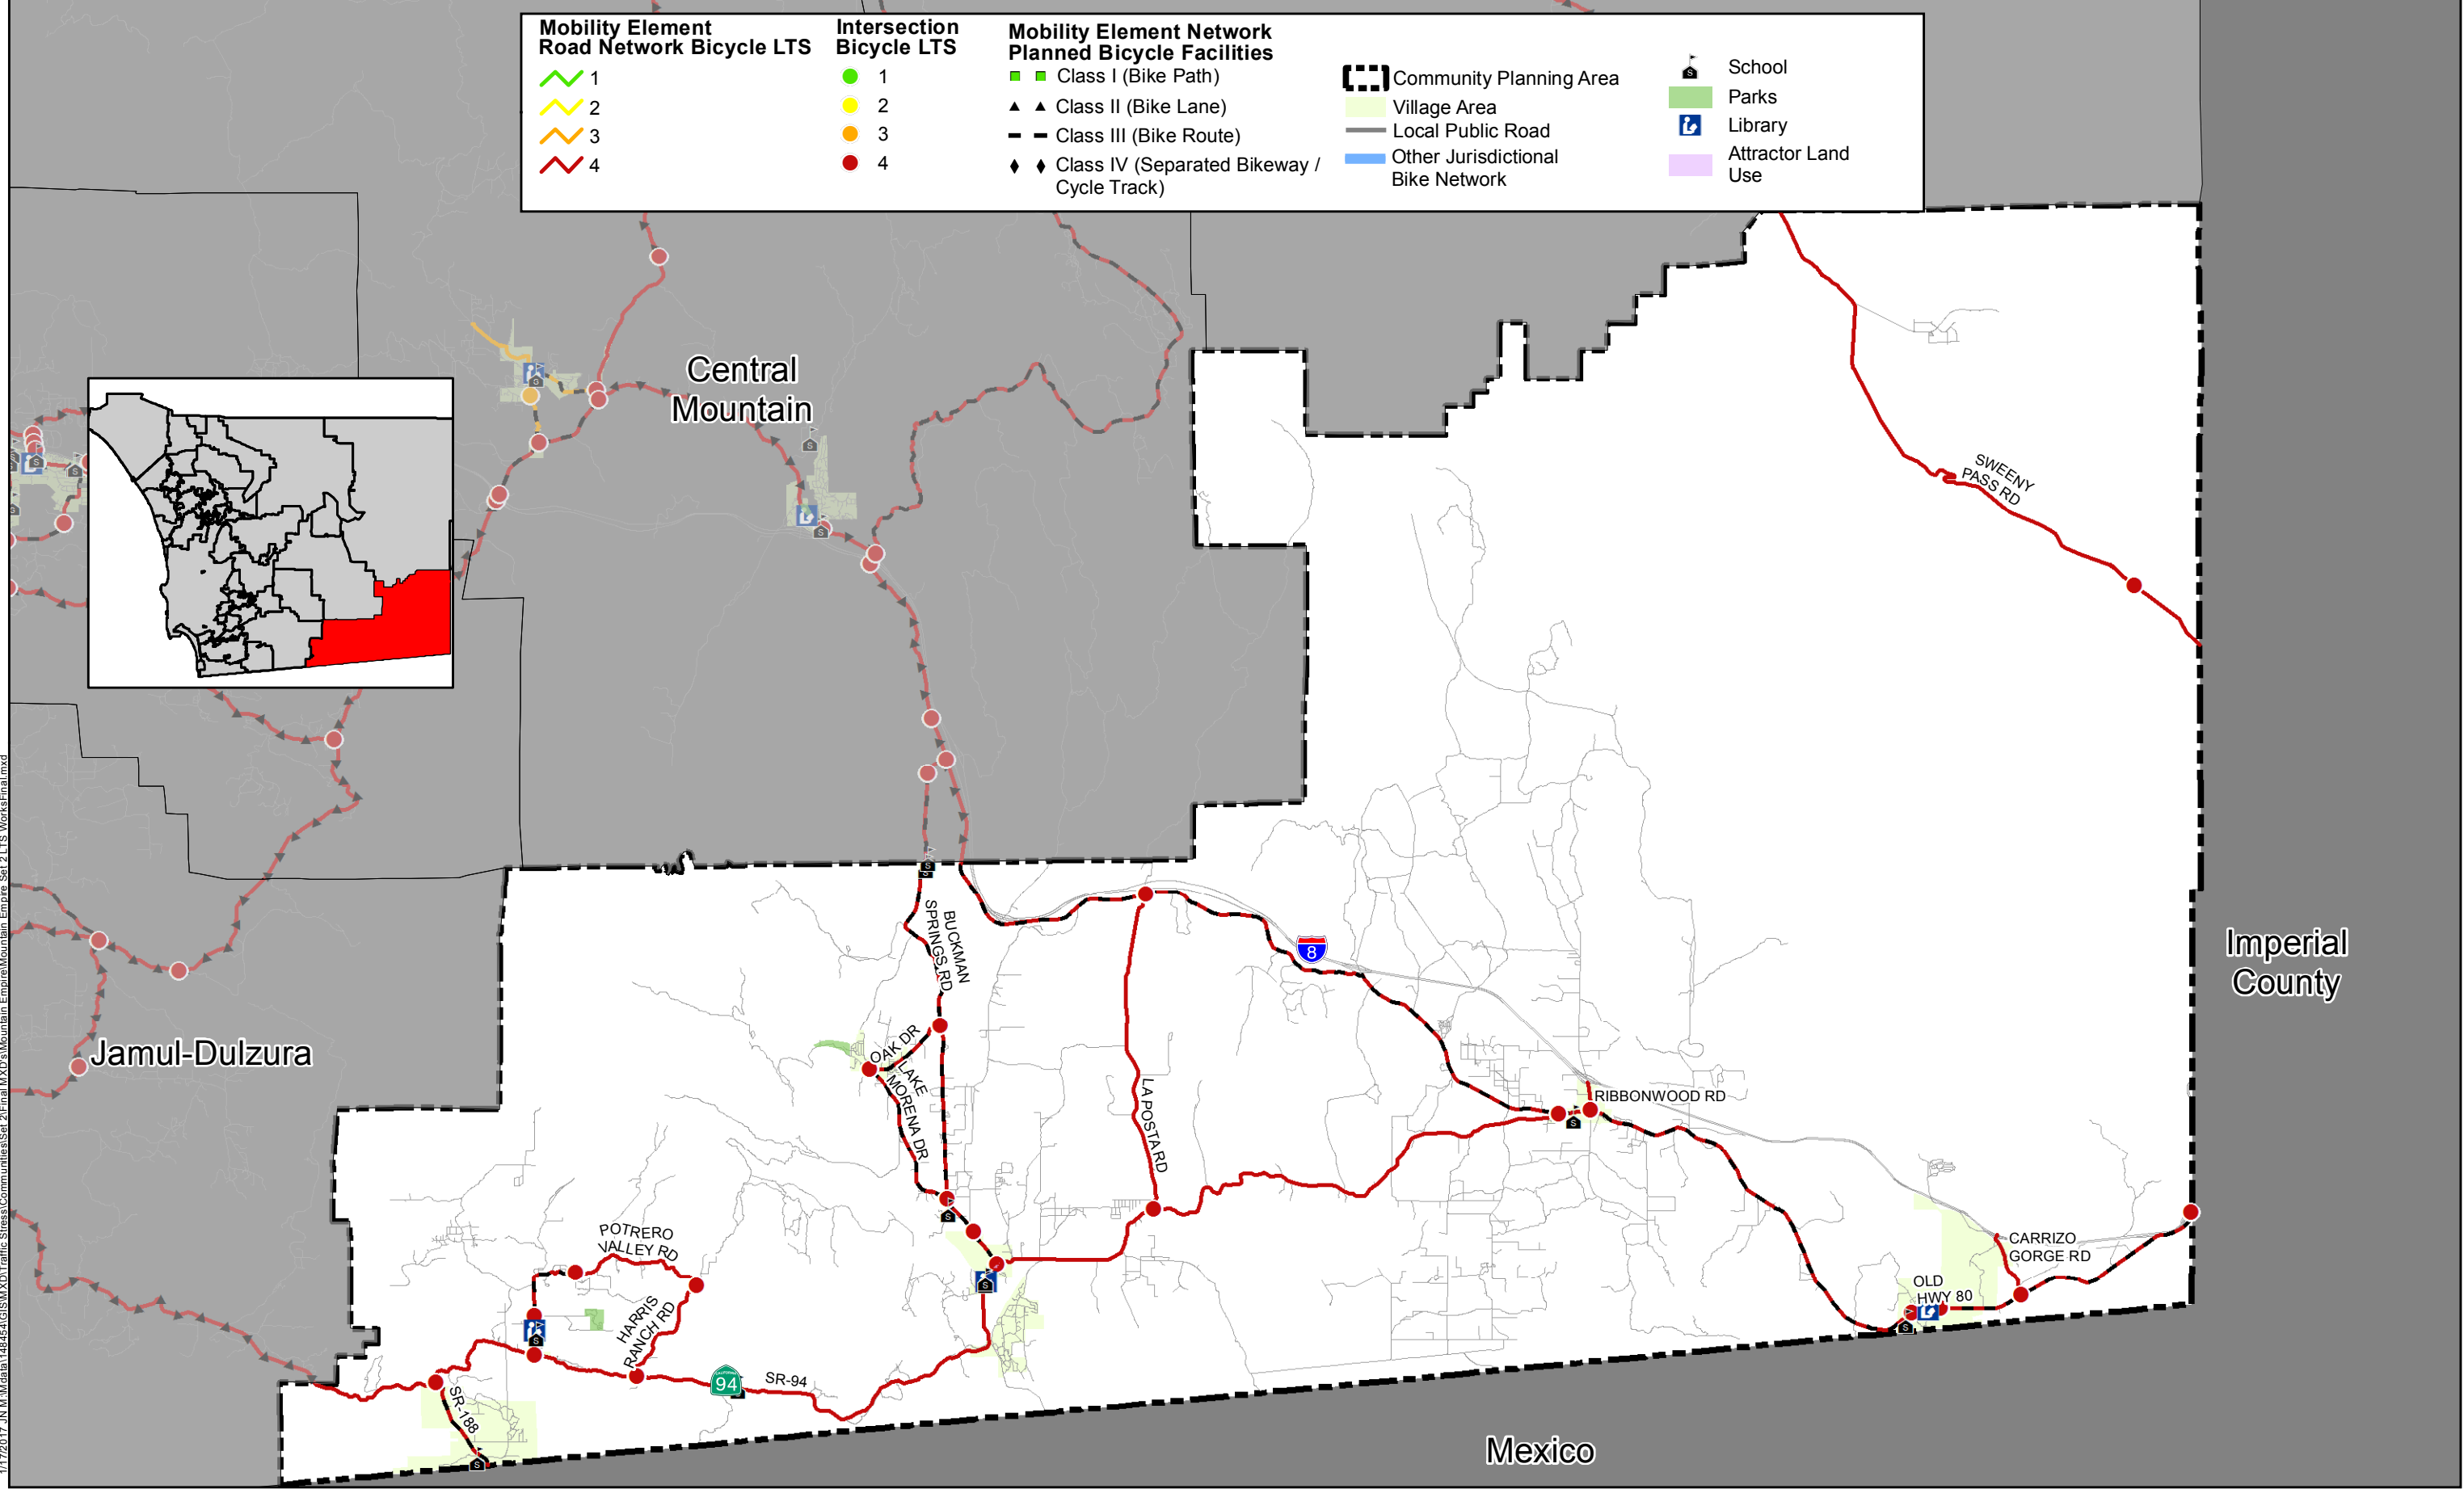 Mobility Element
Road Network Bicycle LTS
1
2
3
4
Intersection
Bicycle LTS
1
2
3
4
Mobility Element Network
Planned Bicycle Facilities
Class I (Bike Path)
Class II (Bike Lane)
Class III (Bike Route)
Class IV (Separated Bikeway /
Cycle Track)
Community Planning Area
Village Area
Local Public Road
Other Jurisdictional
Bike Network
S
School
Parks
Library
Attractor Land
Use
Central
Mountain
SWEENY
PASS RD
Imperial
County
BUCKMAN
SPRINGS RD
8
Jamul-Dulzura
OAK DR
LAKE
MORENA DR
LA POSTA RD
RIBBONWOOD RD
POTRERO
VALLEY RD
HARRIS
RANCH RD
CARRIZO
GORGE RD
OLD
HWY 80
94
SR-94
SR-188
Mexico